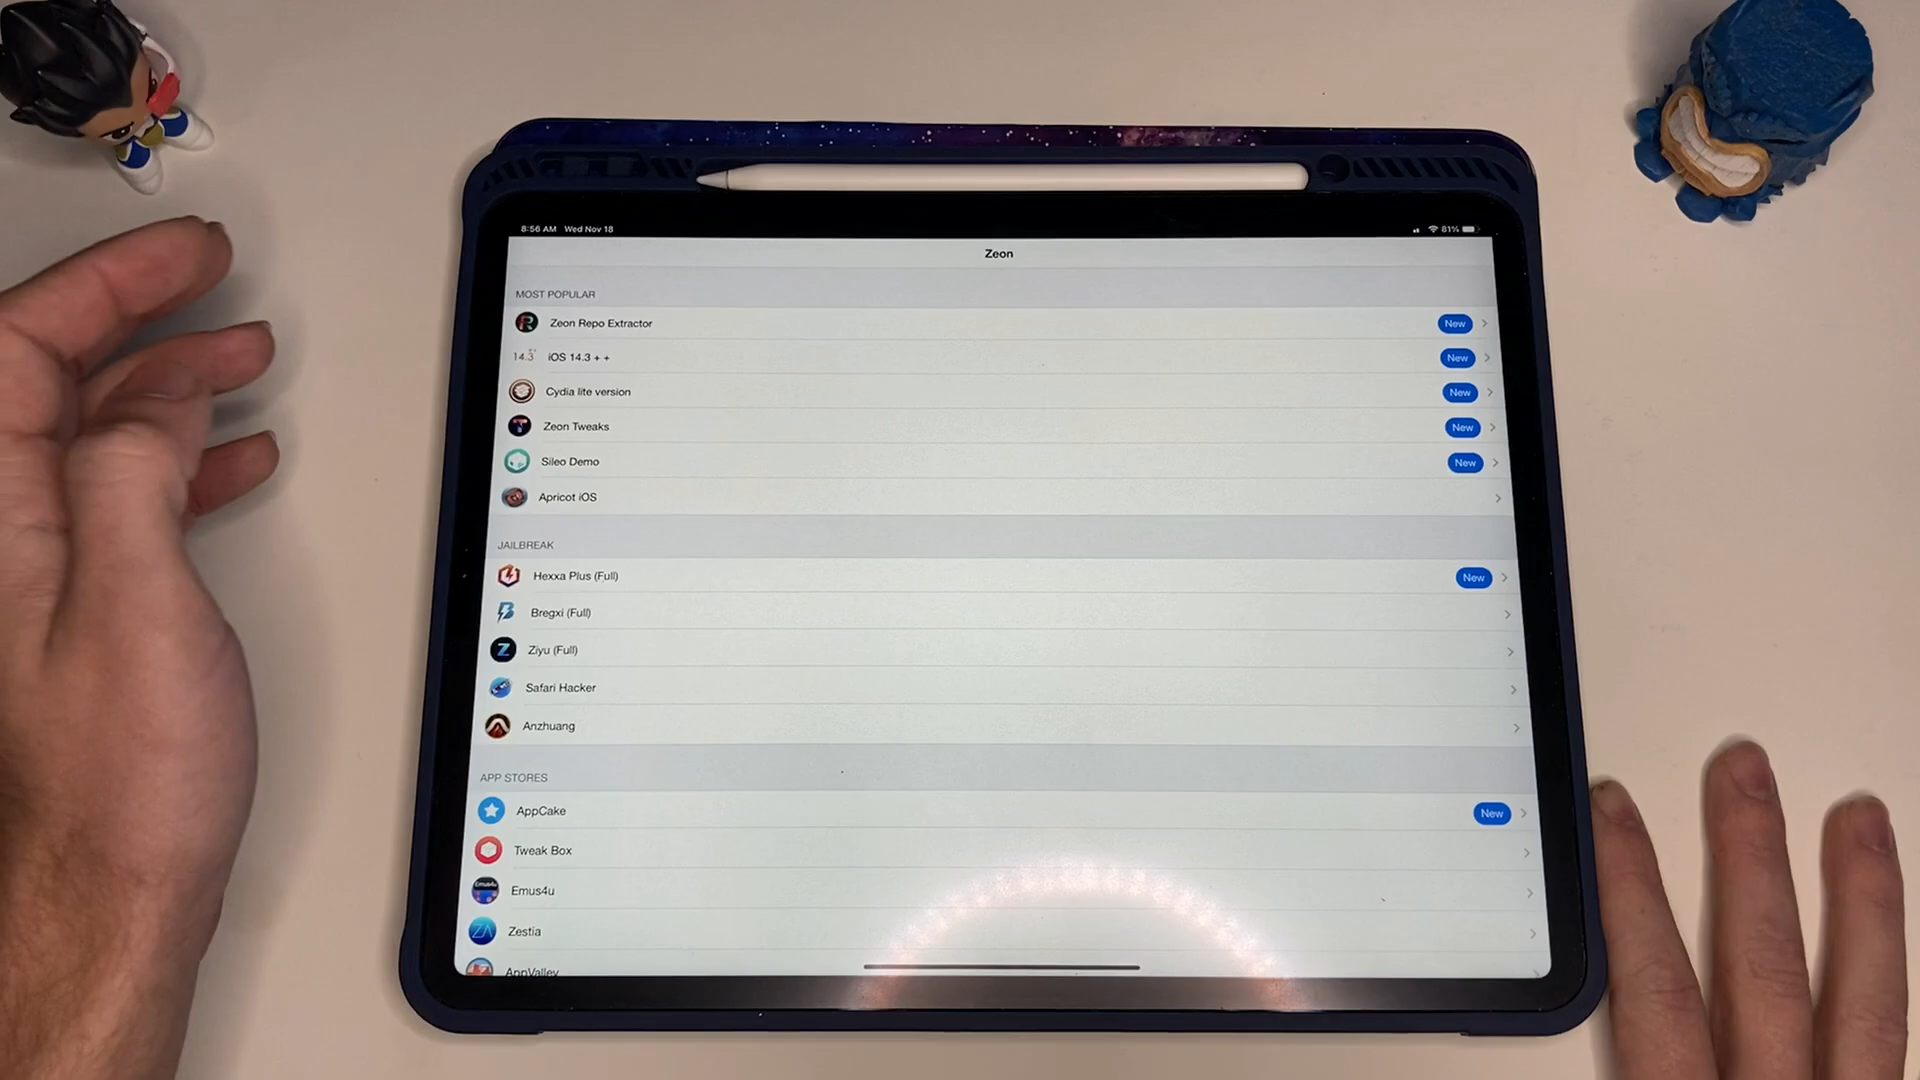 8:56 AM Wed Nov 18
81%
Zeon
MOST POPULAR
Zeon Repo Extractor New
14.3 iOS 14.3 + + New
Cydia lite version New
Zeon Tweaks New
Sileo Demo New
Apricot iOS
JAILBREAK
Hexxa Plus (Full) New
Bregxi (Full)
Ziyu (Full)
Safari Hacker
Anzhuang
APP STORES
AppCake New
Tweak Box
Emus4u
Zestia
AppValley